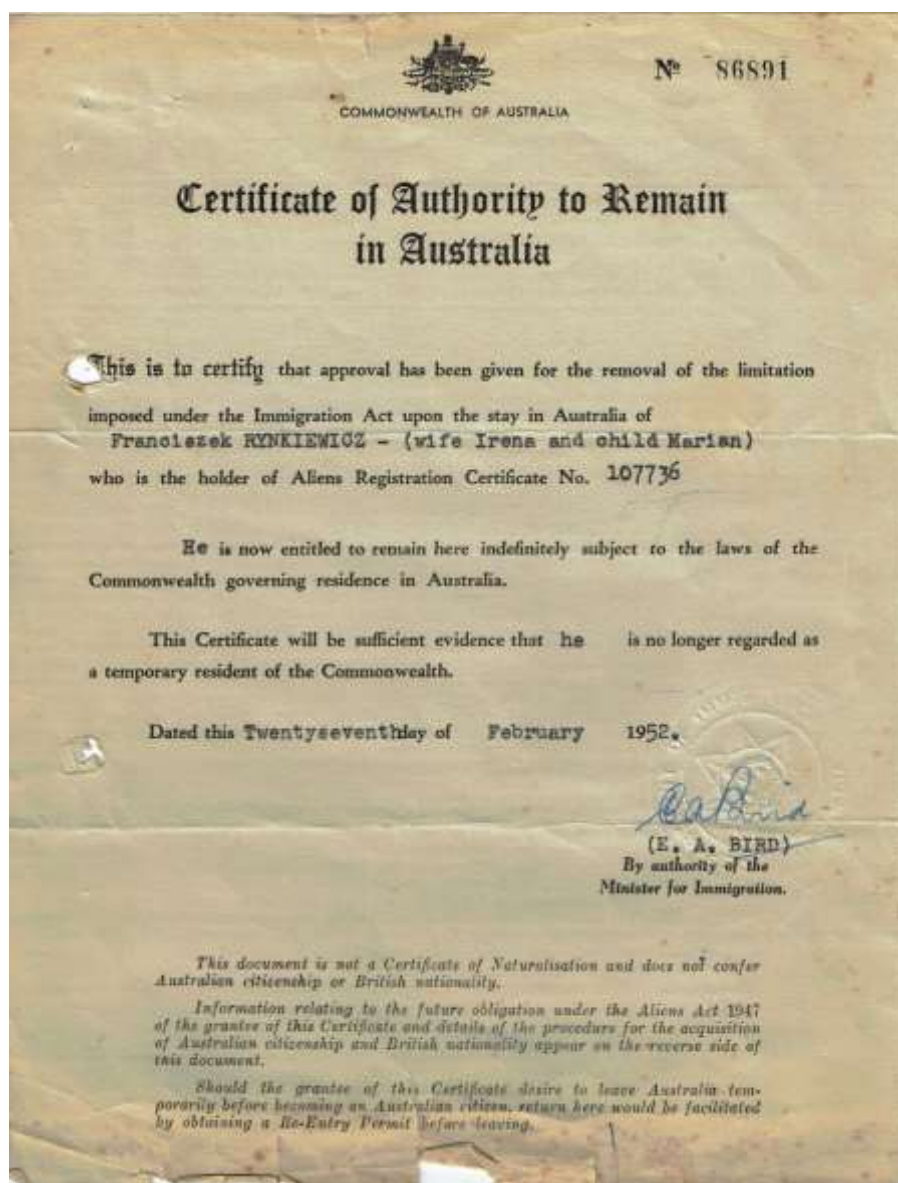 Nº 86891
COMMONWEALTH OF AUSTRALIA
Certificate of Authority to Remain
in Australia
This is to certify that approval has been given for the removal of the limitation
imposed under the Immigration Act upon the stay in Australia of
Franciszek RYNKIEWICZ - (wife Irena and child Marian)
who is the holder of Aliens Registration Certificate No. 107736
He is now entitled to remain here indefinitely subject to the laws of the
Commonwealth governing residence in Australia.
This Certificate will be sufficient evidence that he is no longer regarded as
a temporary resident of the Commonwealth.
Dated this Twentyseventhday of February 1952.
(E. A. BIRD)
By authority of the
Minister for Immigration.
This document is not a Certificate of Naturalisation and does not confer
Australian citizenship or British nationality.
Information relating to the future obligation under the Aliens Act 1947
of the grantee of this Certificate and details of the procedure for the acquisition
of Australian citizenship and British nationality appear on the reverse side of
this document.
Should the grantee of this Certificate desire to leave Australia tem-
porarily before becoming an Australian citizen, return here would be facilitated
by obtaining a Re-Entry Permit before leaving.